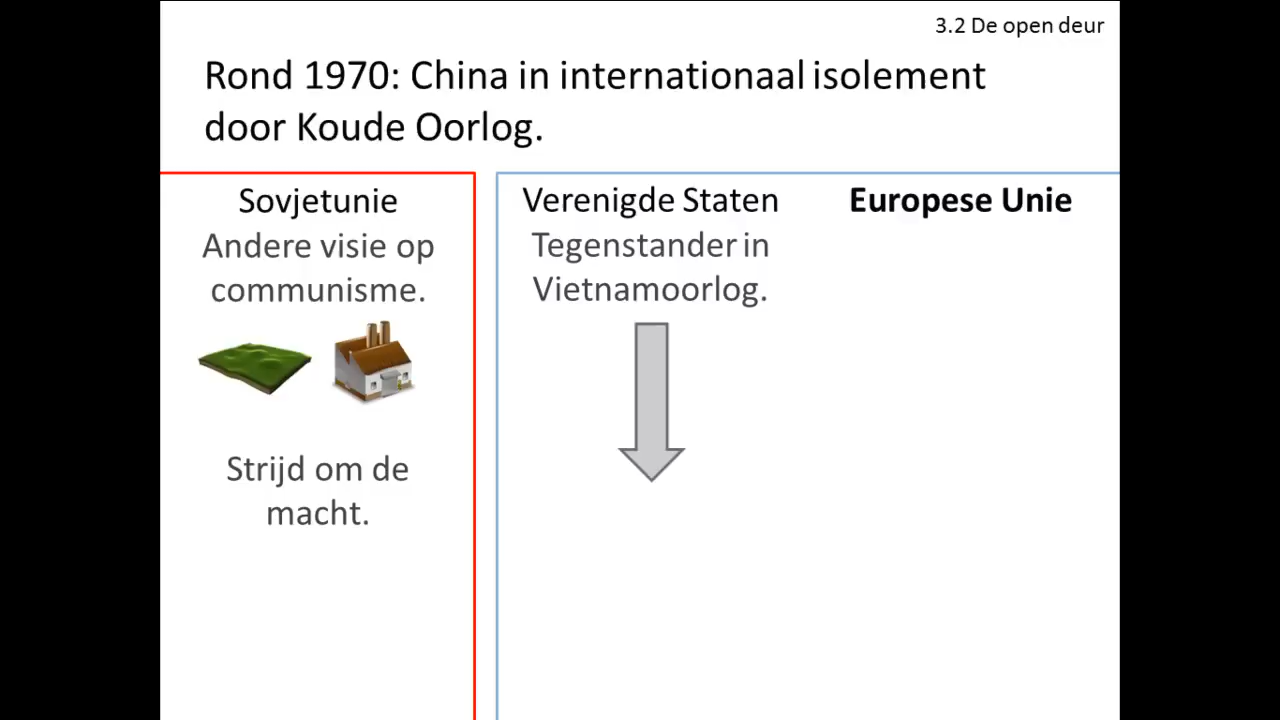 3.2 De open deur
Rond 1970: China in internationaal isolement
door Koude Oorlog.
Sovjetunie
Andere visie op
communisme.
Strijd om de
macht.
Verenigde Staten
Tegenstander in
Vietnamoorlog.
Europese Unie